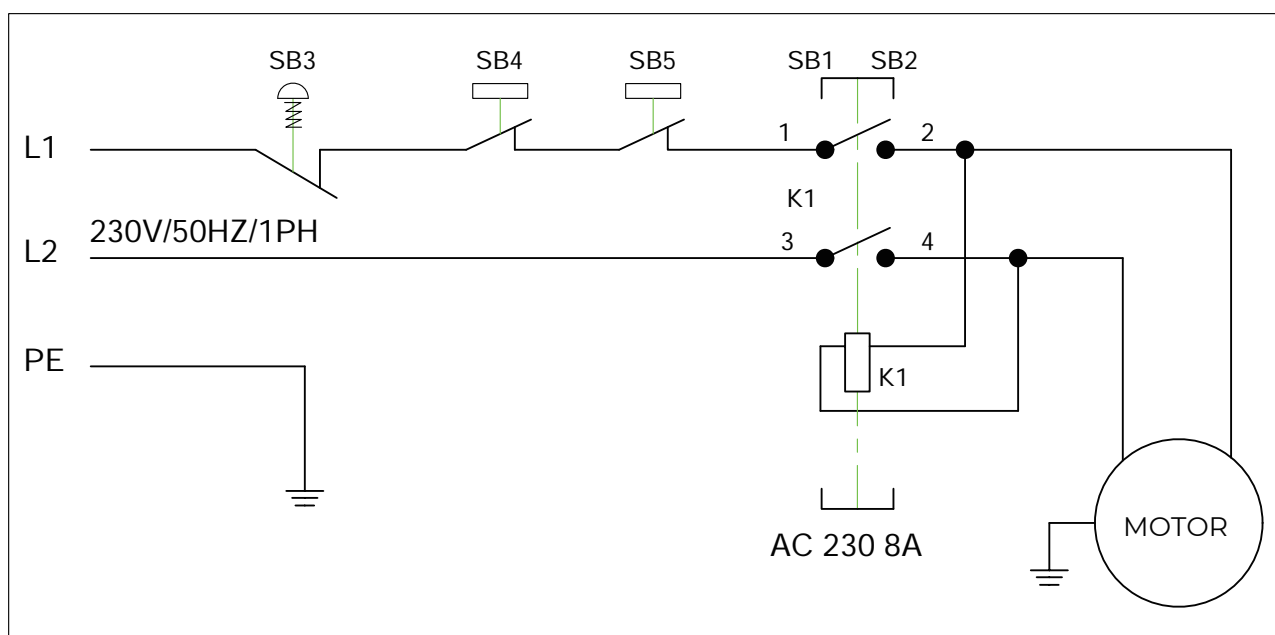 SB3 SB4 SB5 SB1 SB2
L1
1 2
K1
230V/50HZ/1PH
L2
3 4
PE
K1
AC 230 8A
MOTOR